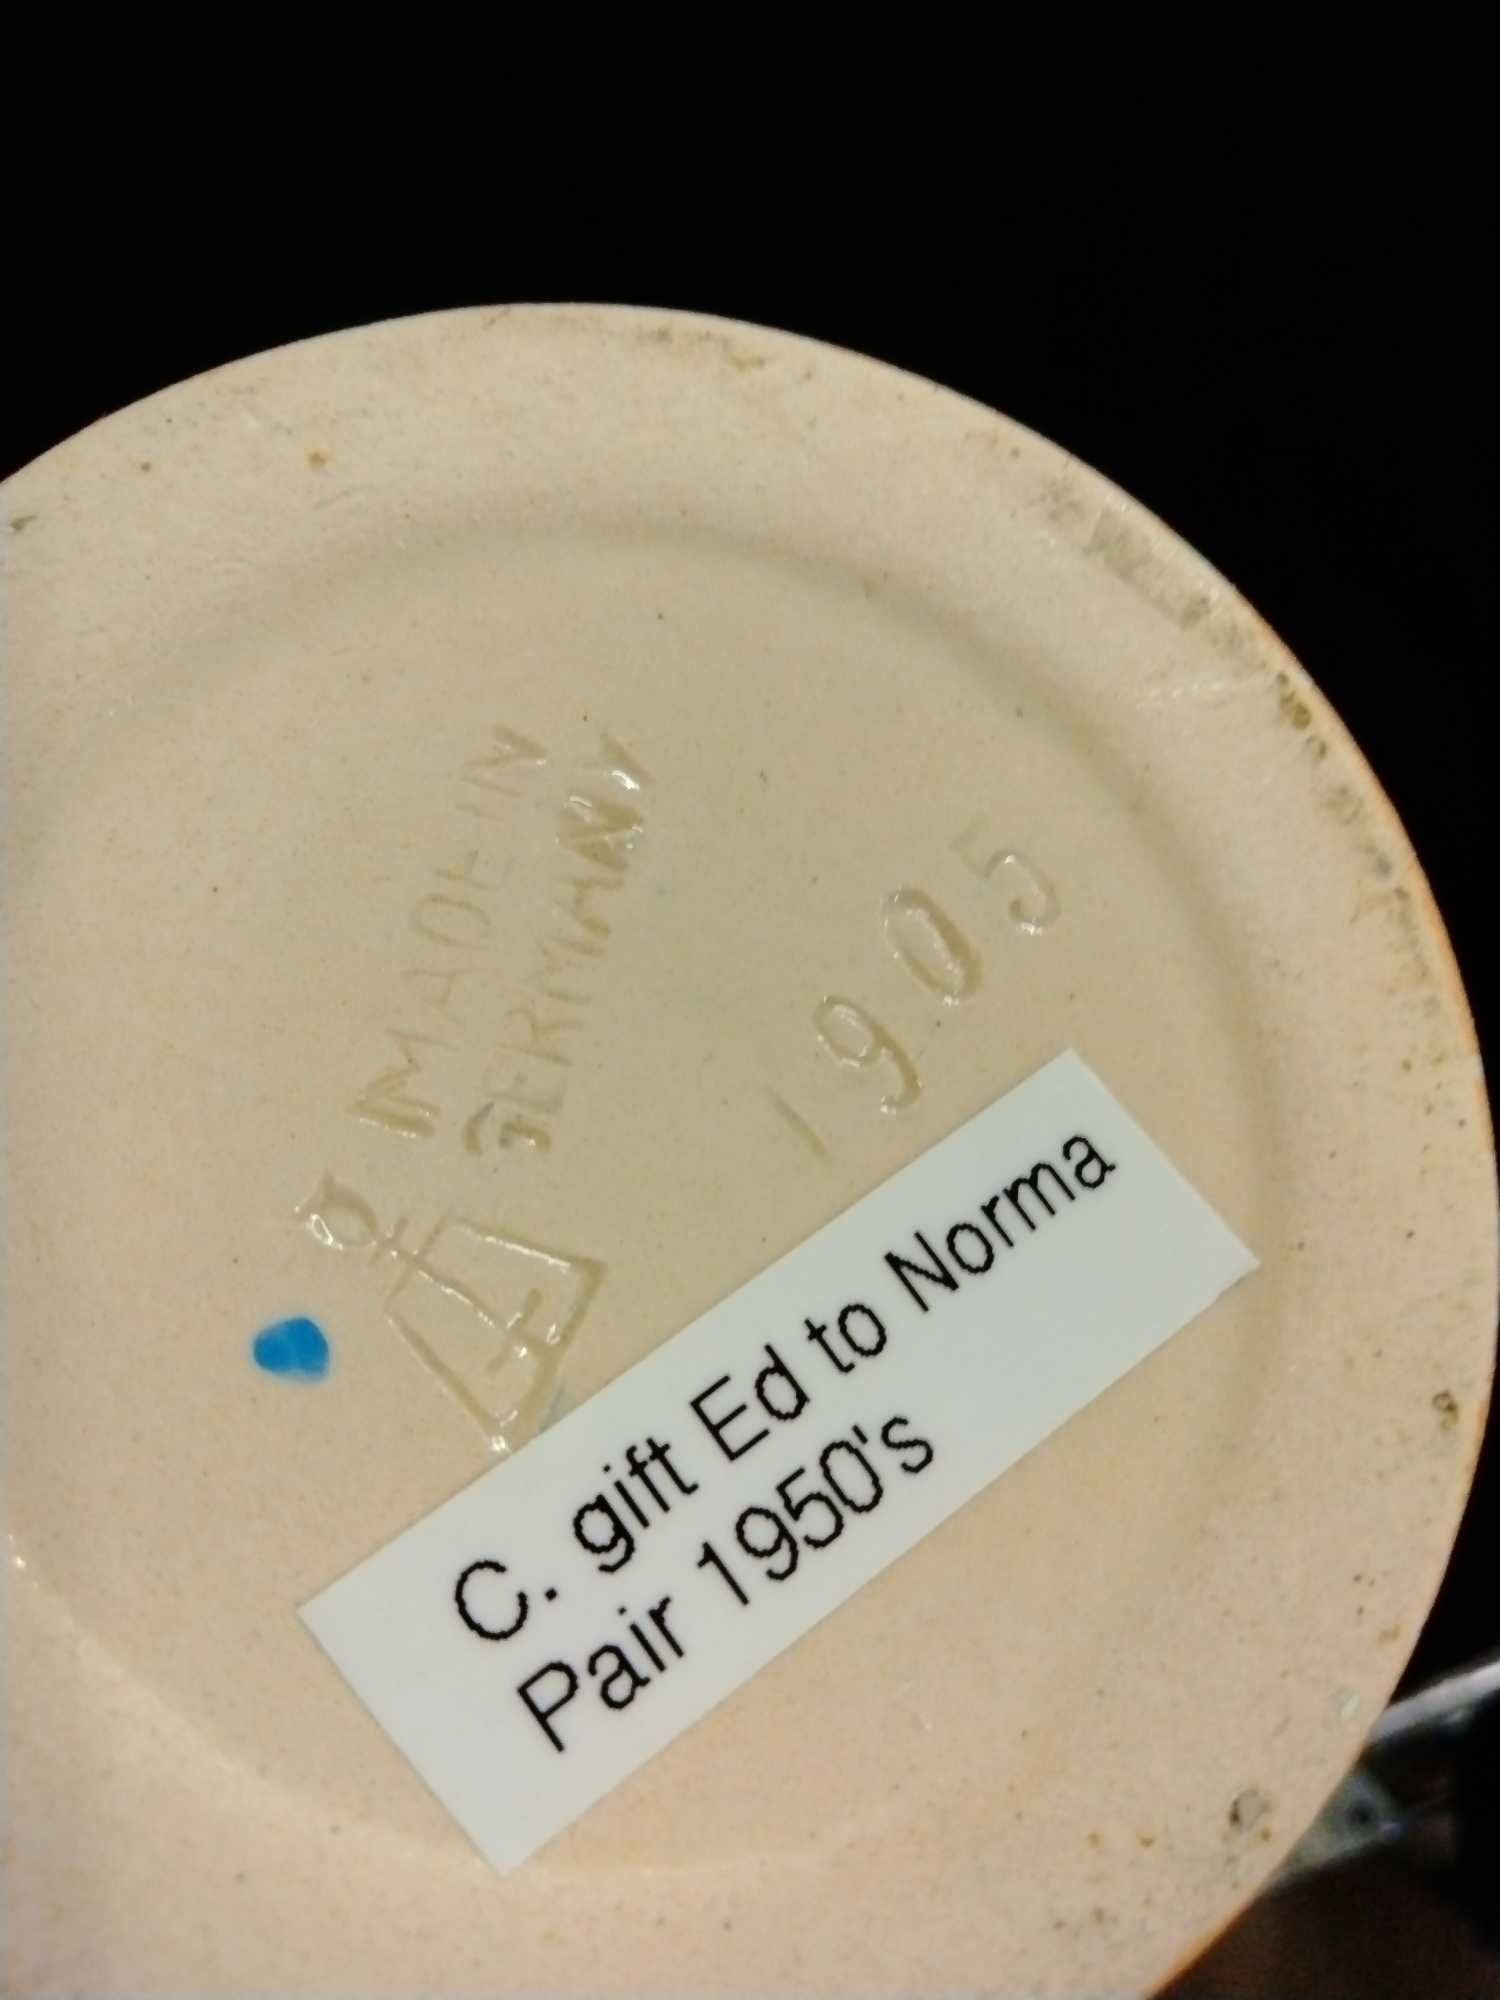 MADE IN
GERMANY
1905
C. gift Ed to Norma
Pair 1950's